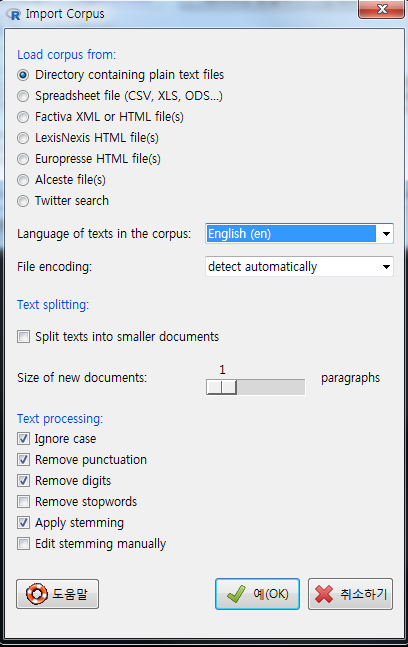 Import Corpus
Load corpus from:
Directory containing plain text files
Spreadsheet file (CSV, XLS, ODS...)
Factiva XML or HTML file(s)
LexisNexis HTML file(s)
Europresse HTML file(s)
Alceste file(s)
Twitter search
Language of texts in the corpus: English (en)
File encoding: detect automatically
Text splitting:
Split texts into smaller documents
1
Size of new documents: paragraphs
Text processing:
Ignore case
Remove punctuation
Remove digits
Remove stopwords
Apply stemming
Edit stemming manually
도움말 예(OK) 취소하기